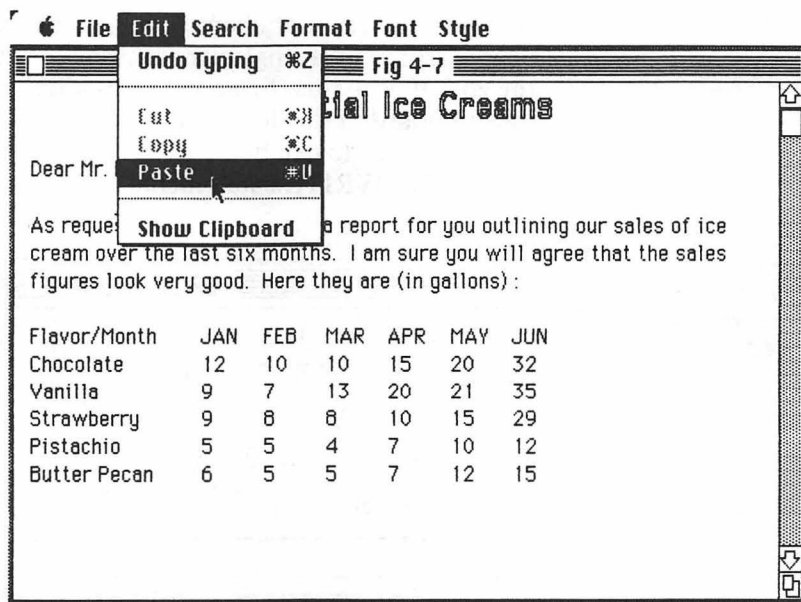 File Edit Search Format Font Style
Undo Typing ⌘Z
Fig 4-7
Cut ⌘X
Copy ⌘C
Paste ⌘V
Show Clipboard
tial Ice Creams
Dear Mr.
As reque a report for you outlining our sales of ice
cream over the last six months. I am sure you will agree that the sales
figures look very good. Here they are (in gallons) :
Flavor/Month JAN FEB MAR APR MAY JUN
Chocolate 12 10 10 15 20 32
Vanilla 9 7 13 20 21 35
Strawberry 9 8 8 10 15 29
Pistachio 5 5 4 7 10 12
Butter Pecan 6 5 5 7 12 15